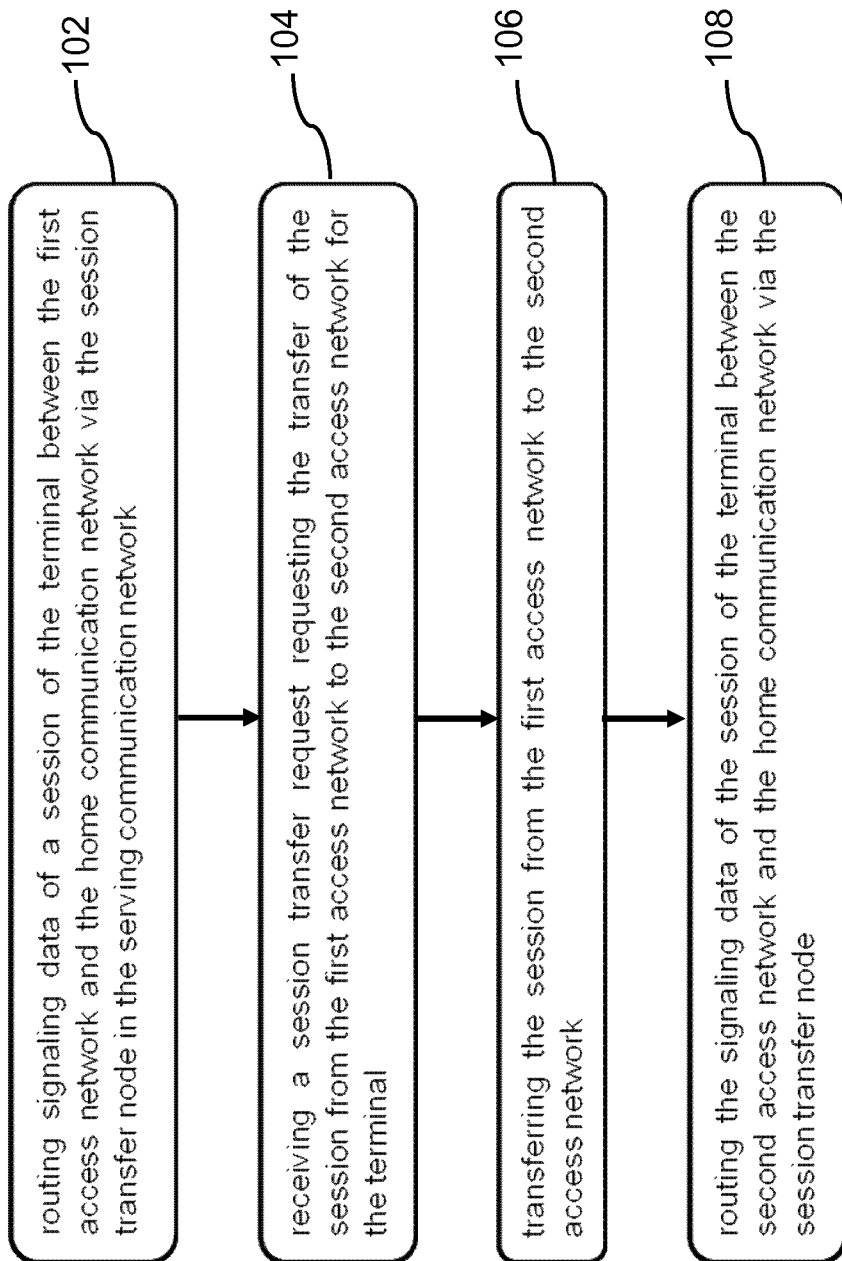 routing signaling data of a session of the terminal between the first
access network and the home communication network via the session
transfer node in the serving communication network
102
receiving a session transfer request requesting the transfer of the
session from the first access network to the second access network for
the terminal
104
transferring the session from the first access network to the second
access network
106
routing the signaling data of the session of the terminal between the
second access network and the home communication network via the
session transfer node
108